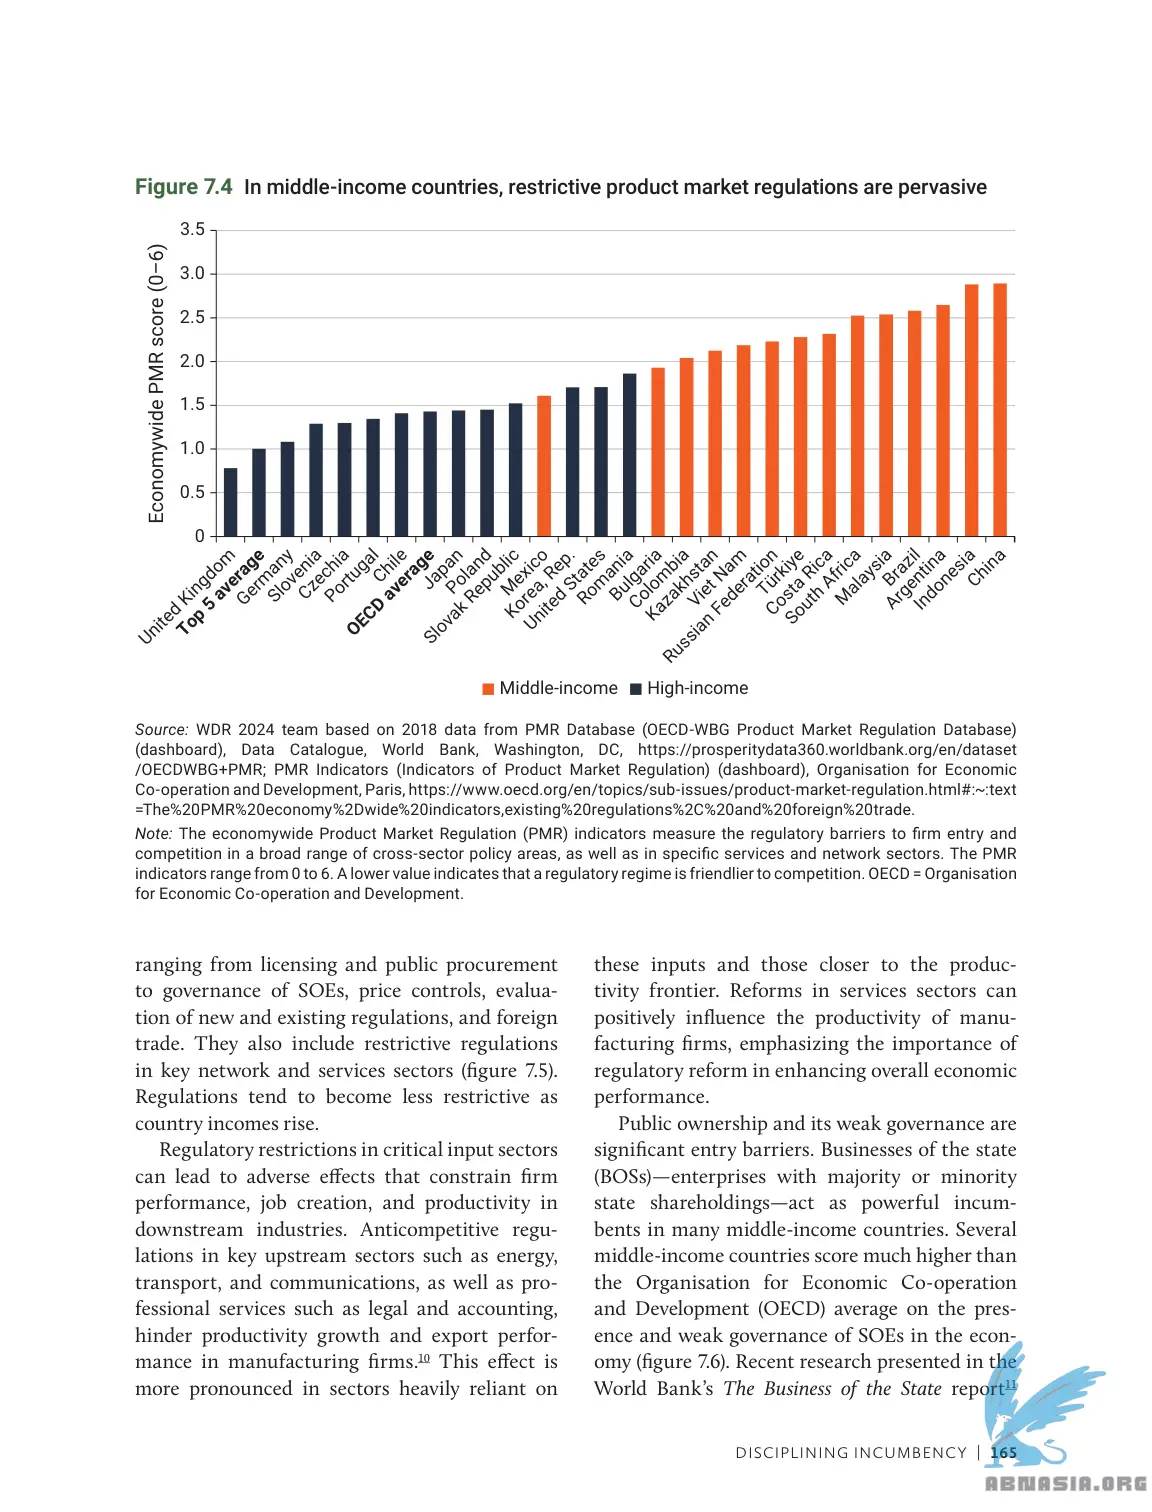 Figure 7.4 In middle-income countries, restrictive product market regulations are pervasive
Economywide PMR score (0–6)
3.5
3.0
2.5
2.0
1.5
1.0
0.5
0
United Kingdom
Top 5 average
Germany
Slovenia
Czechia
Portugal
Chile
OECD average
Japan
Poland
Slovak Republic
Mexico
Korea, Rep.
United States
Romania
Bulgaria
Colombia
Kazakhstan
Viet Nam
Russian Federation
Türkiye
Costa Rica
South Africa
Malaysia
Brazil
Argentina
Indonesia
China
Middle-income High-income
Source: WDR 2024 team based on 2018 data from PMR Database (OECD-WBG Product Market Regulation Database)
(dashboard), Data Catalogue, World Bank, Washington, DC, https://prosperitydata360.worldbank.org/en/dataset
/OECDWBG+PMR; PMR Indicators (Indicators of Product Market Regulation) (dashboard), Organisation for Economic
Co-operation and Development, Paris, https://www.oecd.org/en/topics/sub-issues/product-market-regulation.html#:~:text
=The%20PMR%20economy%2Dwide%20indicators,existing%20regulations%2C%20and%20foreign%20trade.
Note: The economywide Product Market Regulation (PMR) indicators measure the regulatory barriers to firm entry and
competition in a broad range of cross-sector policy areas, as well as in specific services and network sectors. The PMR
indicators range from 0 to 6. A lower value indicates that a regulatory regime is friendlier to competition. OECD = Organisation
for Economic Co-operation and Development.
ranging from licensing and public procurement
to governance of SOEs, price controls, evalua-
tion of new and existing regulations, and foreign
trade. They also include restrictive regulations
in key network and services sectors (figure 7.5).
Regulations tend to become less restrictive as
country incomes rise.
Regulatory restrictions in critical input sectors
can lead to adverse effects that constrain firm
performance, job creation, and productivity in
downstream industries. Anticompetitive regu-
lations in key upstream sectors such as energy,
transport, and communications, as well as pro-
fessional services such as legal and accounting,
hinder productivity growth and export perfor-
mance in manufacturing firms.10 This effect is
more pronounced in sectors heavily reliant on
these inputs and those closer to the produc-
tivity frontier. Reforms in services sectors can
positively influence the productivity of manu-
facturing firms, emphasizing the importance of
regulatory reform in enhancing overall economic
performance.
Public ownership and its weak governance are
significant entry barriers. Businesses of the state
(BOSs)—enterprises with majority or minority
state shareholdings—act as powerful incum-
bents in many middle-income countries. Several
middle-income countries score much higher than
the Organisation for Economic Co-operation
and Development (OECD) average on the pres-
ence and weak governance of SOEs in the econ-
omy (figure 7.6). Recent research presented in the
World Bank's The Business of the State report11
DISCIPLINING INCUMBENCY | 165
ABNASIA.ORG